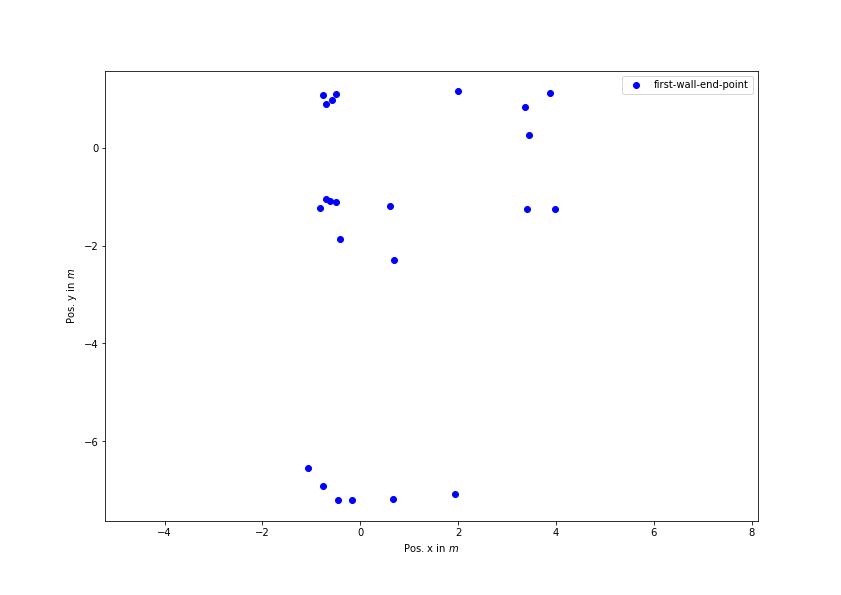 first-wall-end-point
0
−2
−4
−6
Pos. y in m
−4 −2 0 2 4 6 8
Pos. x in m